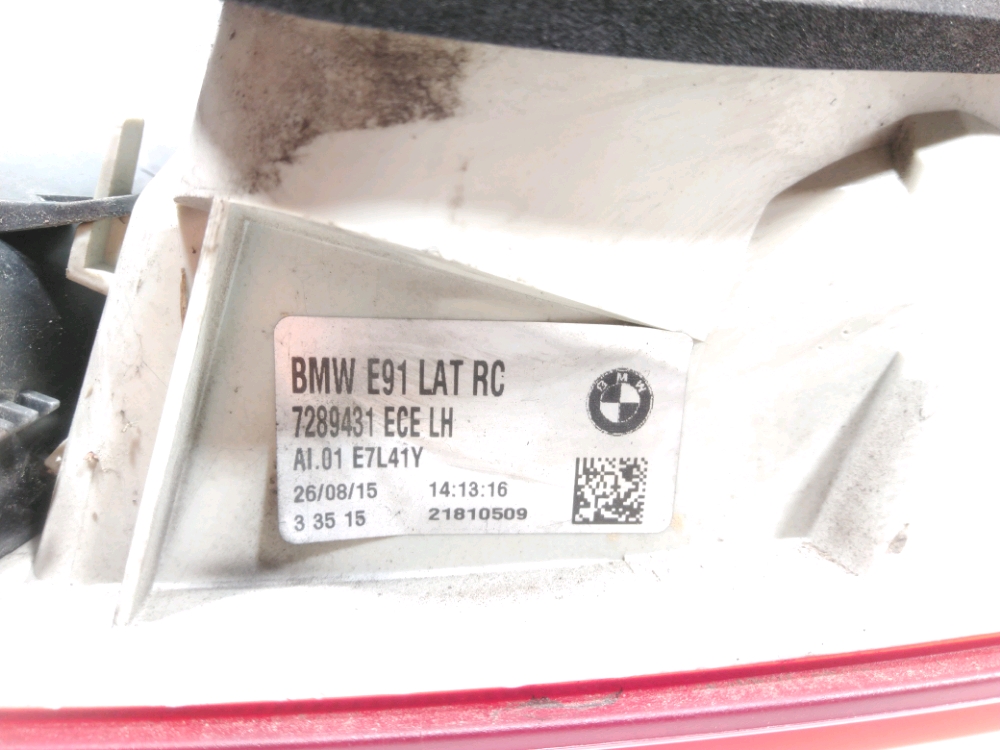 BMW E91 LAT RC
BMW
7289431 ECE LH
AI.01 E7L41Y
26/08/15 14:13:16
3 35 15 21810509